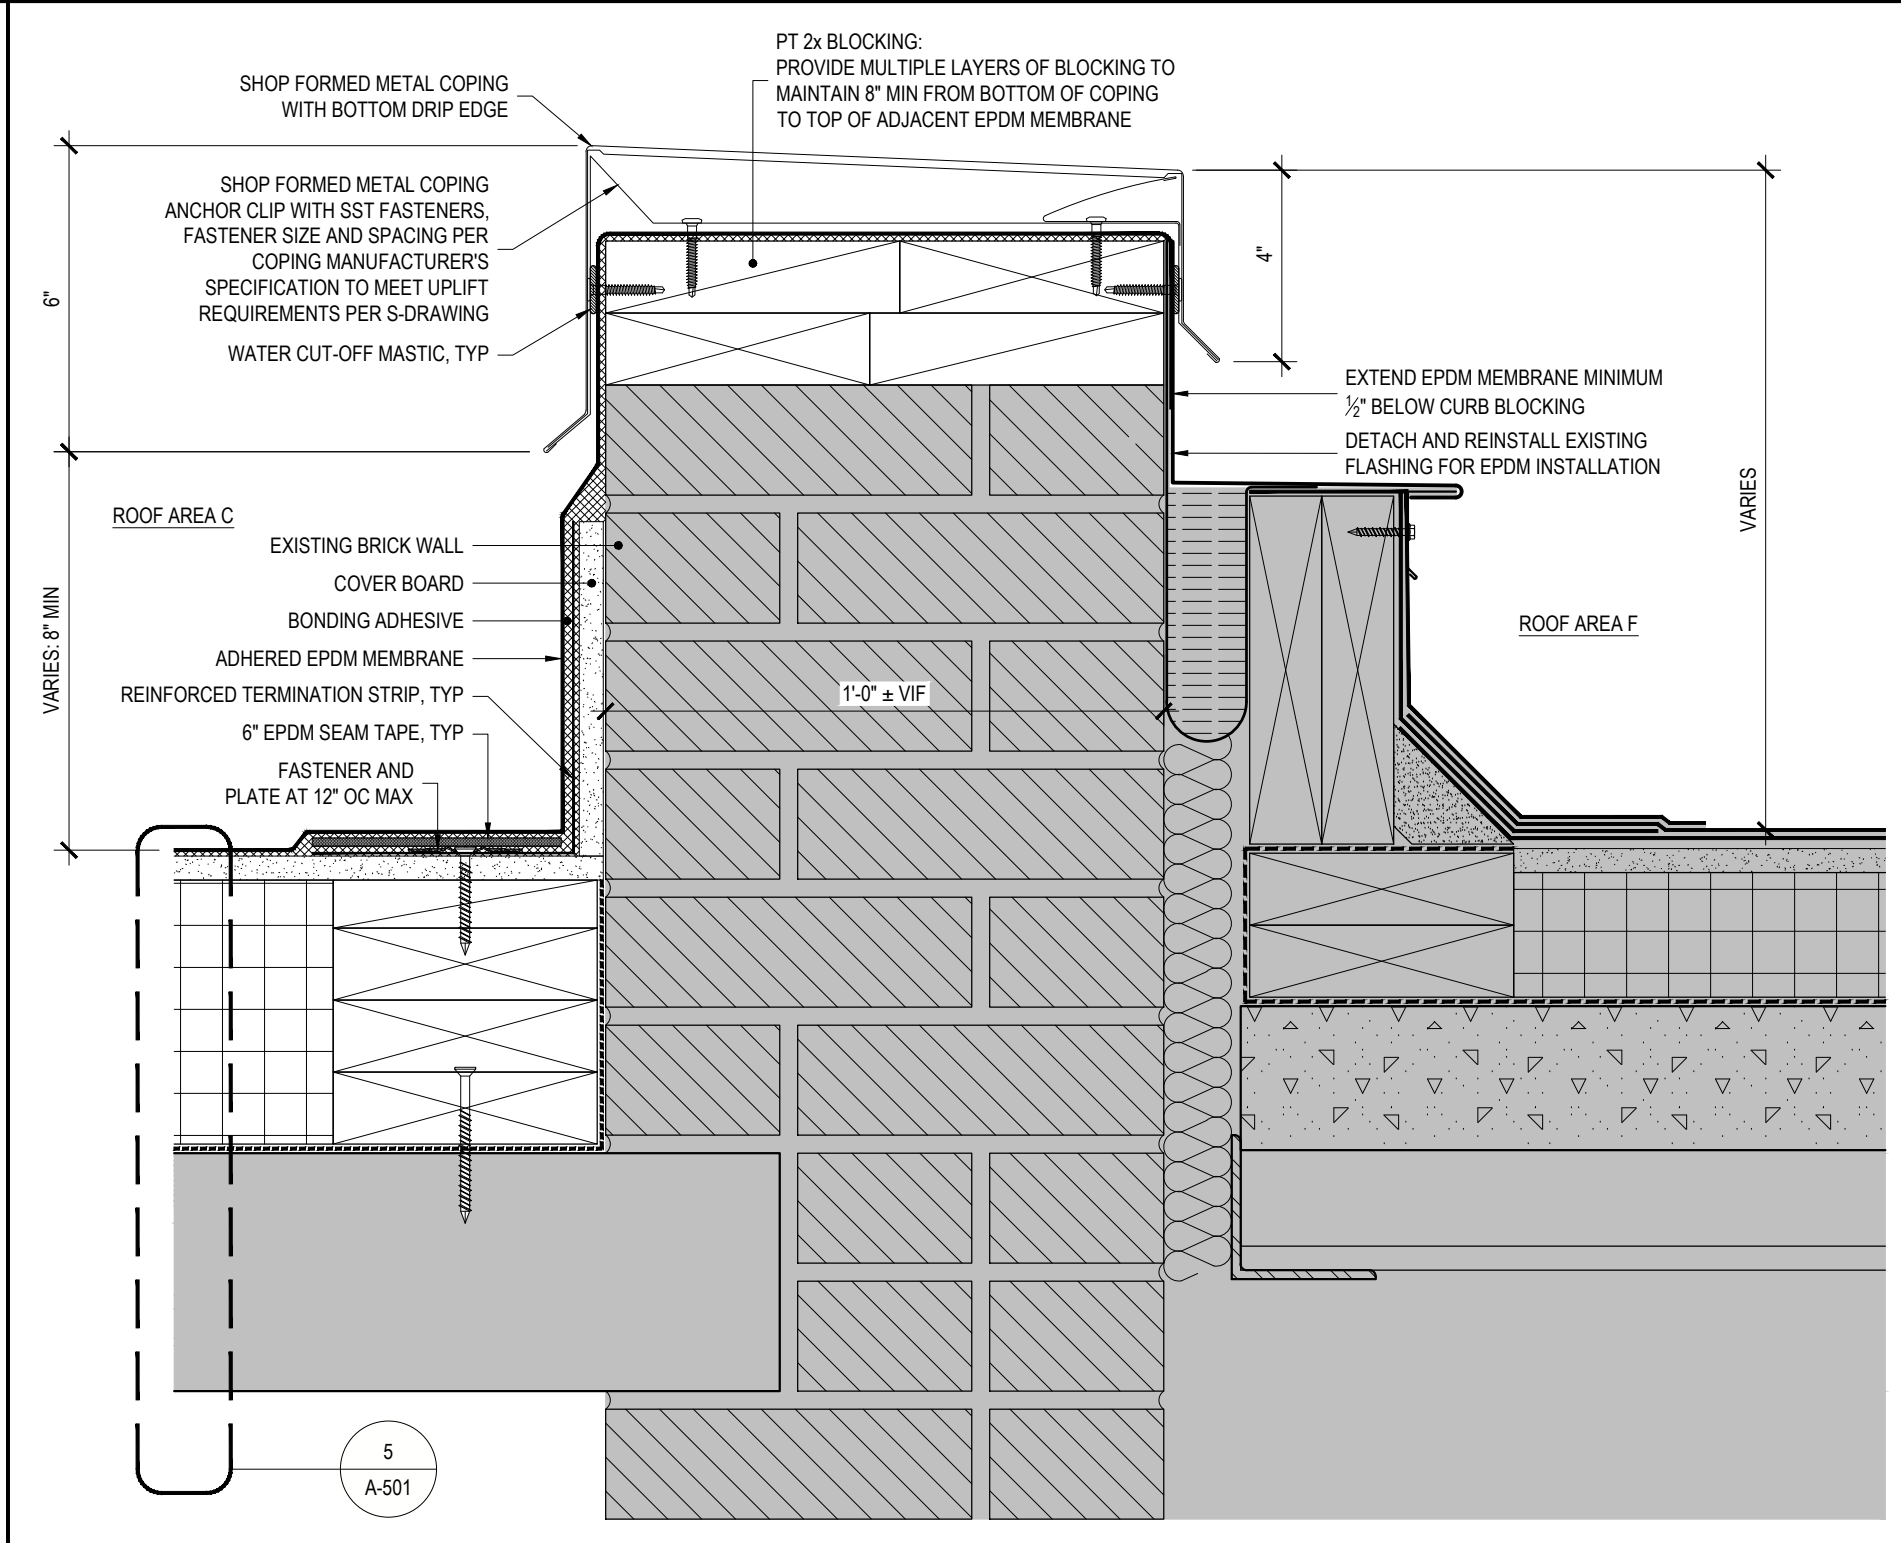 PT 2x BLOCKING:
PROVIDE MULTIPLE LAYERS OF BLOCKING TO
MAINTAIN 8" MIN FROM BOTTOM OF COPING
TO TOP OF ADJACENT EPDM MEMBRANE
SHOP FORMED METAL COPING
WITH BOTTOM DRIP EDGE
SHOP FORMED METAL COPING
ANCHOR CLIP WITH SST FASTENERS,
FASTENER SIZE AND SPACING PER
COPING MANUFACTURER'S
SPECIFICATION TO MEET UPLIFT
REQUIREMENTS PER S-DRAWING
WATER CUT-OFF MASTIC, TYP
6"
4"
EXTEND EPDM MEMBRANE MINIMUM
½" BELOW CURB BLOCKING
DETACH AND REINSTALL EXISTING
FLASHING FOR EPDM INSTALLATION
VARIES
ROOF AREA C
EXISTING BRICK WALL
COVER BOARD
BONDING ADHESIVE
ADHERED EPDM MEMBRANE
REINFORCED TERMINATION STRIP, TYP
6" EPDM SEAM TAPE, TYP
FASTENER AND
PLATE AT 12" OC MAX
VARIES: 8" MIN
ROOF AREA F
1'-0" ± VIF
5
A-501